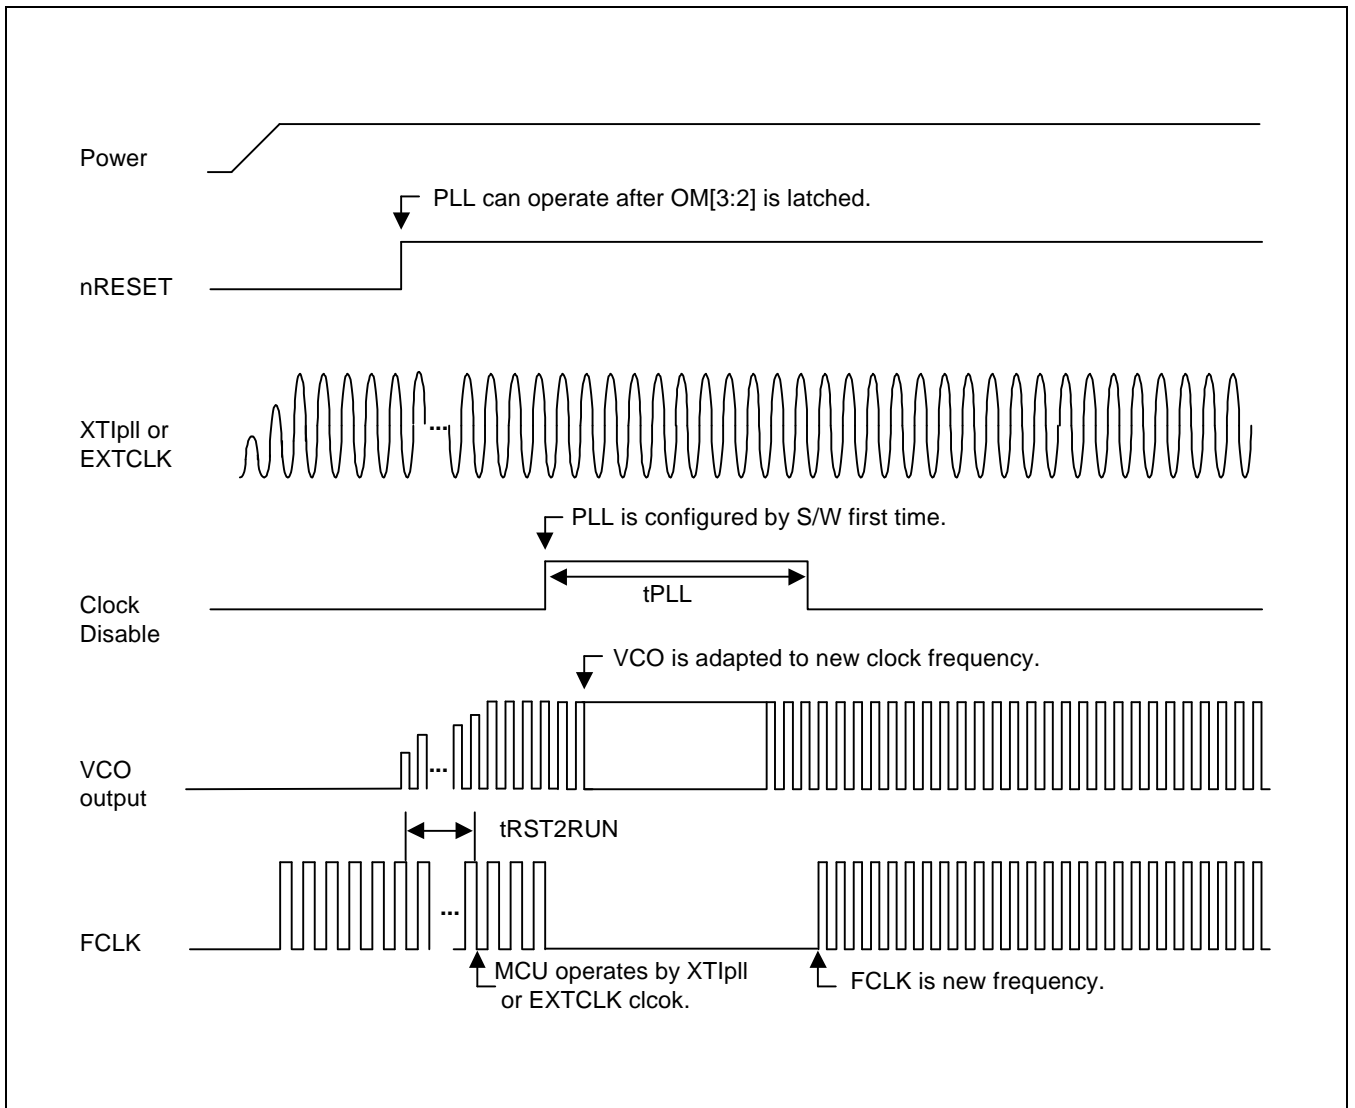 Power
PLL can operate after OM[3:2] is latched.
nRESET
XTIpll or
EXTCLK
...
PLL is configured by S/W first time.
tPLL
Clock
Disable
VCO is adapted to new clock frequency.
VCO
output
...
tRST2RUN
FCLK
...
MCU operates by XTIpll
or EXTCLK clcok.
FCLK is new frequency.